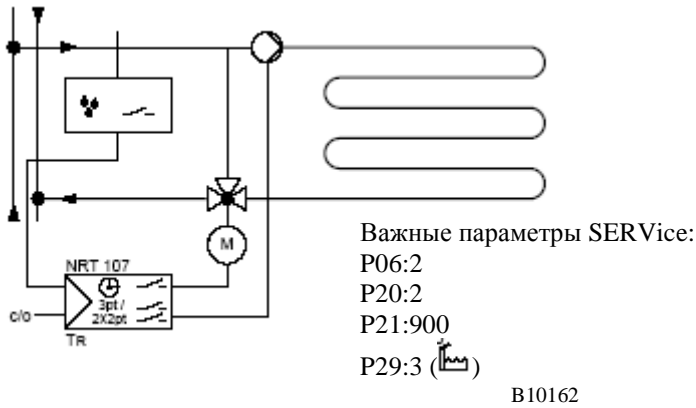 M
NRT 107
3pt /
2X2pt
c/o
TR
Важные параметры SERVice:
P06:2
P20:2
P21:900
P29:3 ( )
B10162